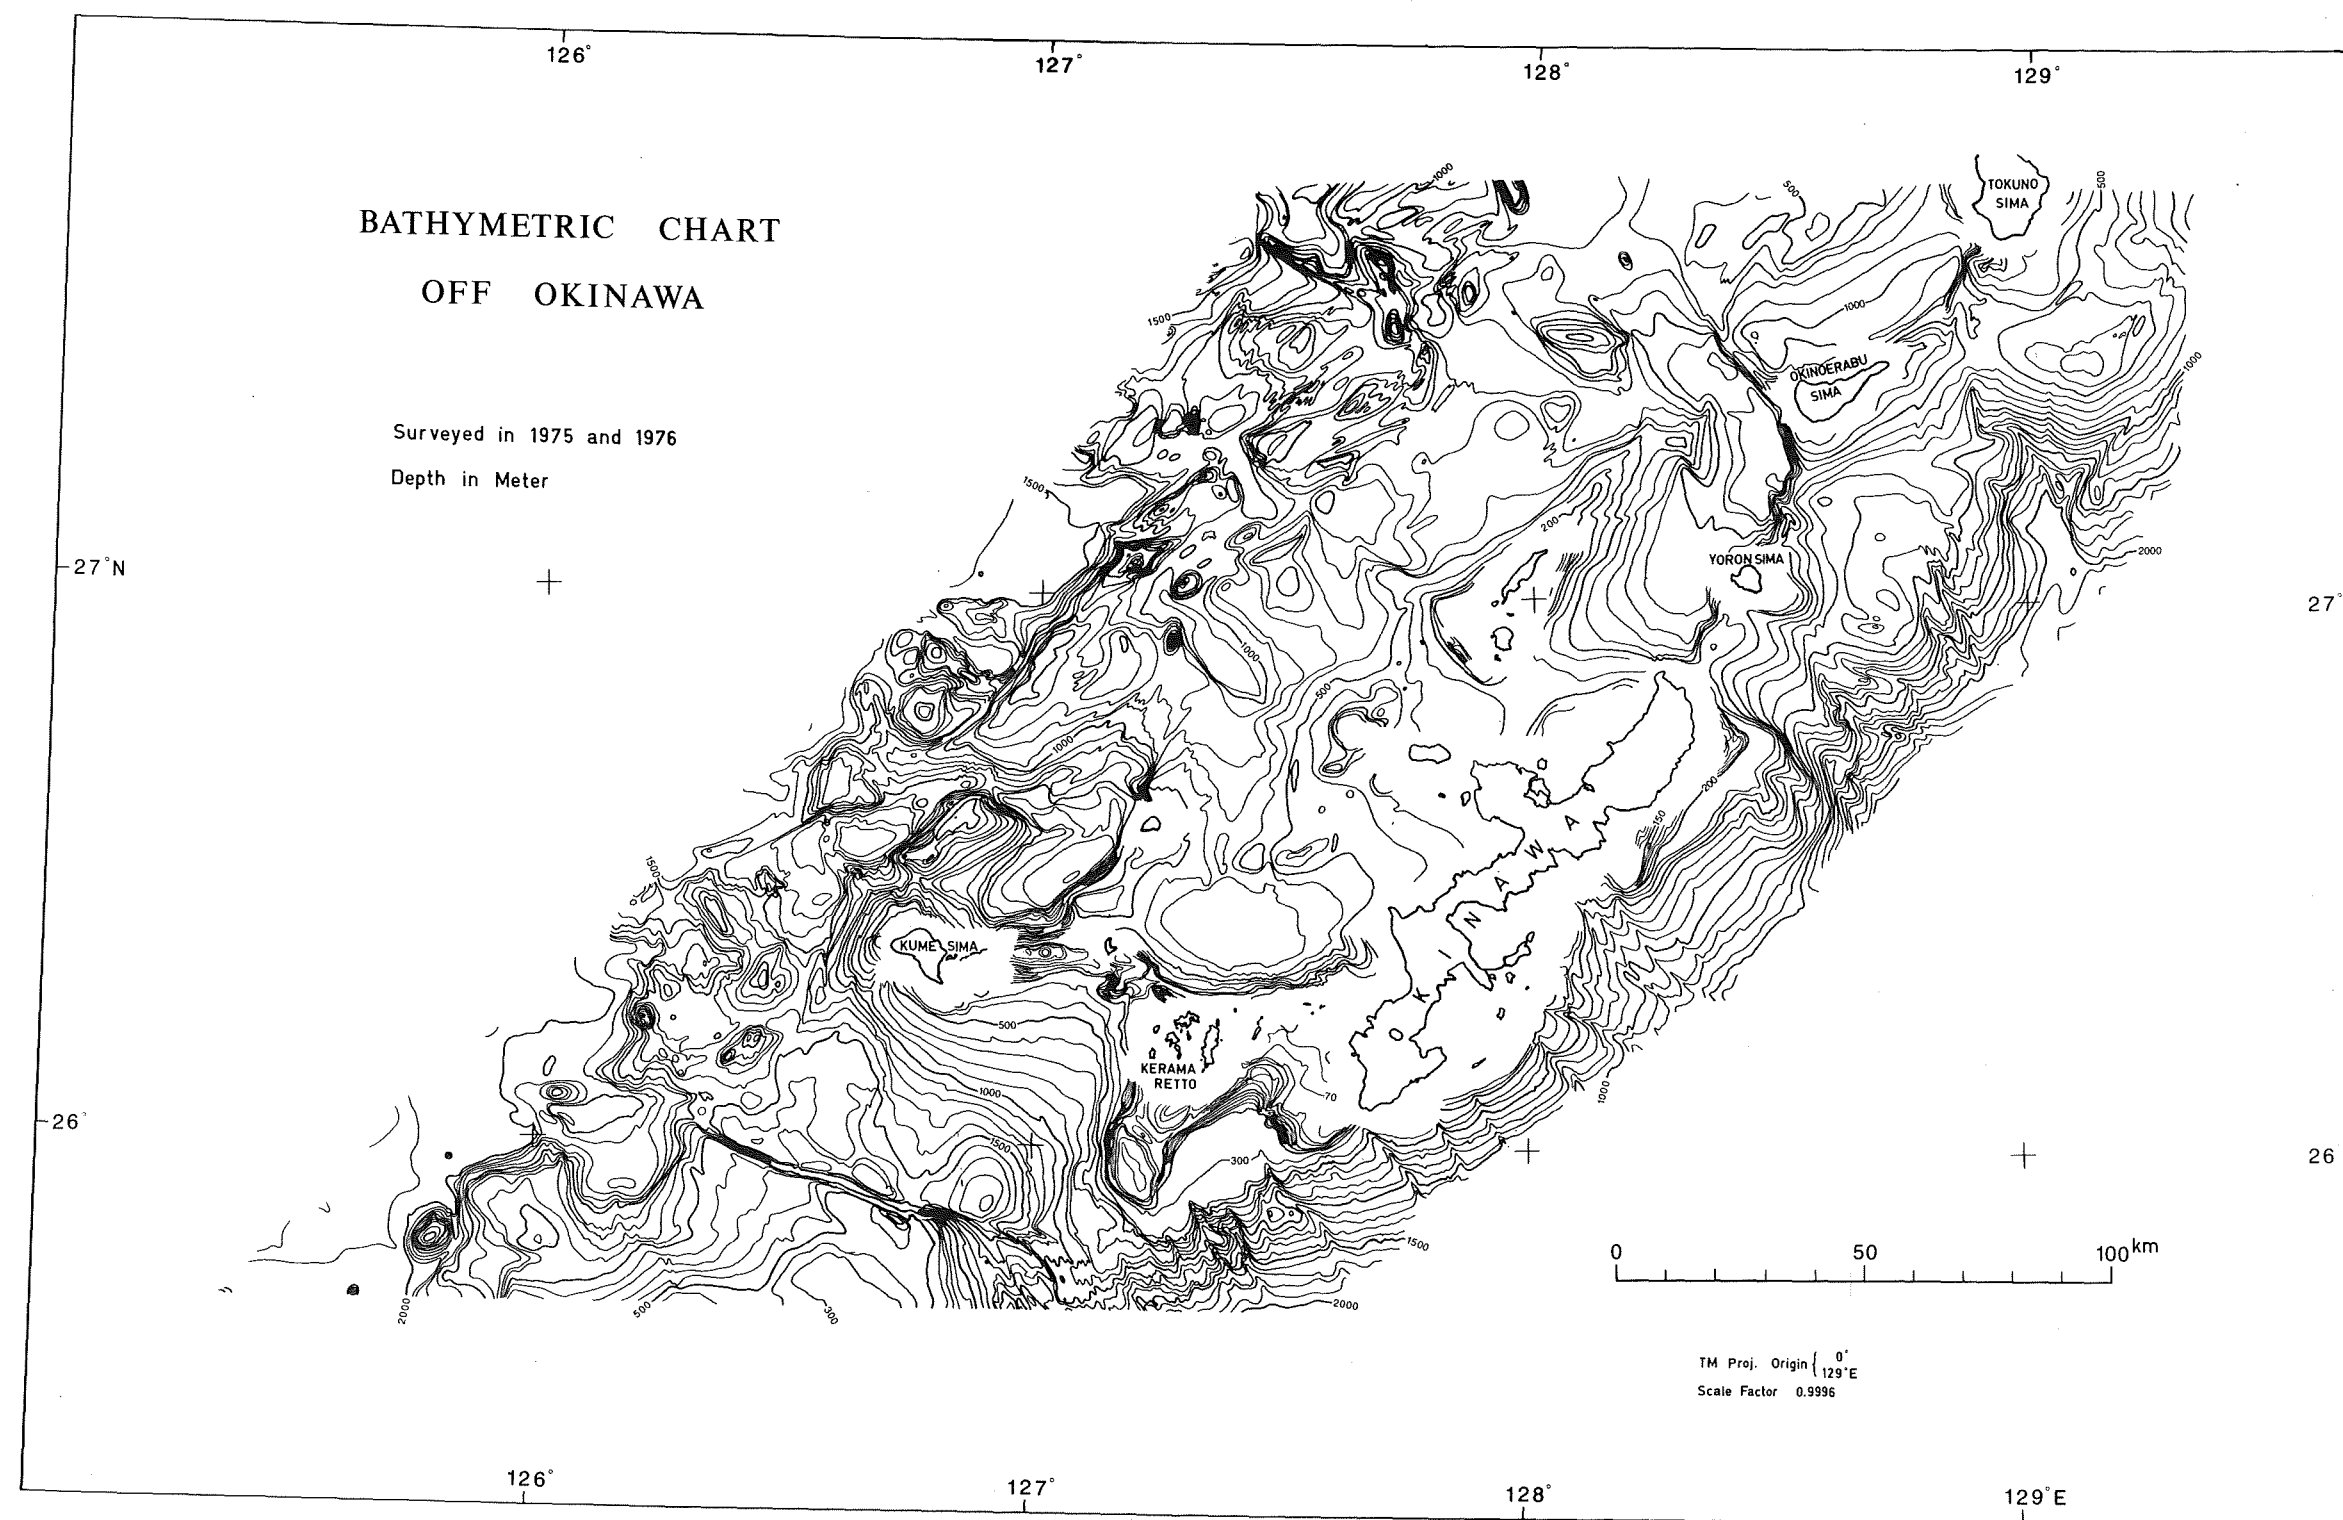 126°
127°
128°
129°
BATHYMETRIC CHART
OFF OKINAWA
Surveyed in 1975 and 1976
Depth in Meter
1000
500
500
TOKUNO
SIMA
1500
1000
1000
OKINOERABU
SIMA
1500
200
2000
YORON SIMA
27°N
27°
1000
500
1000
200
150
1500
OKINAWA
KUME SIMA
500
KERAMA
RETTO
1000
70
1000
26°
1500
300
26
1500
2000
500
300
2000
0 50 100km
TM Proj. Origin { 0°
129°E
Scale Factor 0.9996
126°
127°
128°
129°E